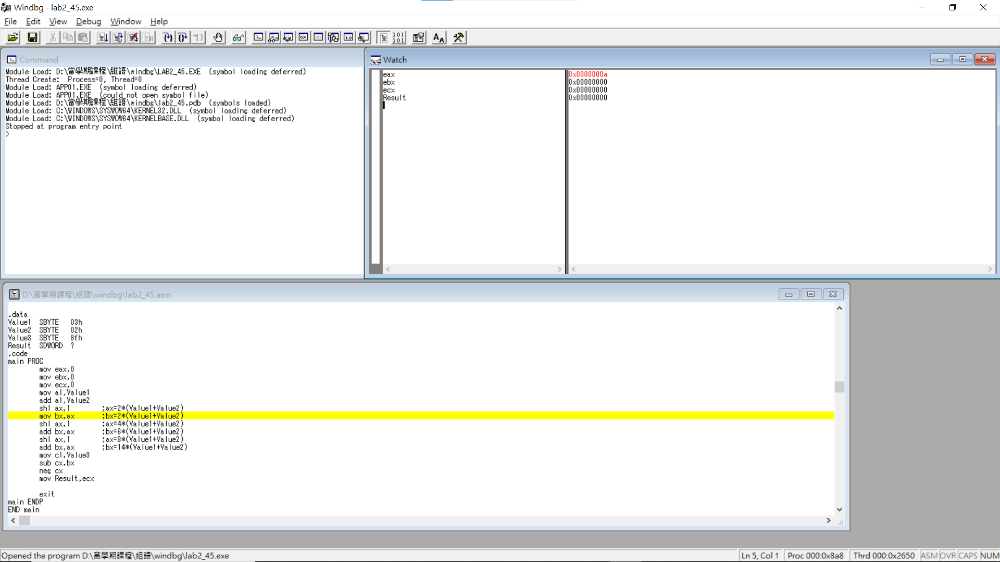 Windbg - lab2_45.exe
File Edit View Debug Window Help
Command
Module Load: D:\當學期課程\組語\windbg\LAB2_45.EXE (symbol loading deferred)
Thread Create: Process=0, Thread=0
Module Load: APP01.EXE (symbol loading deferred)
Module Load: APP01.EXE (could not open symbol file)
Module Load: D:\當學期課程\組語\windbg\lab2_45.pdb (symbols loaded)
Module Load: C:\WINDOWS\SYSWOW64\KERNEL32.DLL (symbol loading deferred)
Module Load: C:\WINDOWS\SYSWOW64\KERNELBASE.DLL (symbol loading deferred)
Stopped at program entry point
>
Watch
eax 0x0000000a
ebx 0x00000000
ecx 0x00000000
Result 0x00000000
D:\當學期課程\組語\windbg\lab2_45.asm
.data
Value1 SBYTE 03h
Value2 SBYTE 02h
Value3 SBYTE 8fh
Result SDWORD ?
.code
main PROC
mov eax,0
mov ebx,0
mov ecx,0
mov al,Value1
add al,Value2
shl ax,1 ;ax=2*(Value1+Value2)
mov bx,ax ;bx=2*(Value1+Value2)
shl ax,1 ;ax=4*(Value1+Value2)
add bx,ax ;bx=6*(Value1+Value2)
shl ax,1 ;ax=8*(Value1+Value2)
add bx,ax ;bx=14*(Value1+Value2)
mov cl,Value3
sub cx,bx
neg cx
mov Result,ecx
exit
main ENDP
END main
Opened the program D:\當學期課程\組語\windbg\lab2_45.exe
Ln 5, Col 1 Proc 000:0x8a8 Thrd 000:0x2650 ASM OVR CAPS NUM